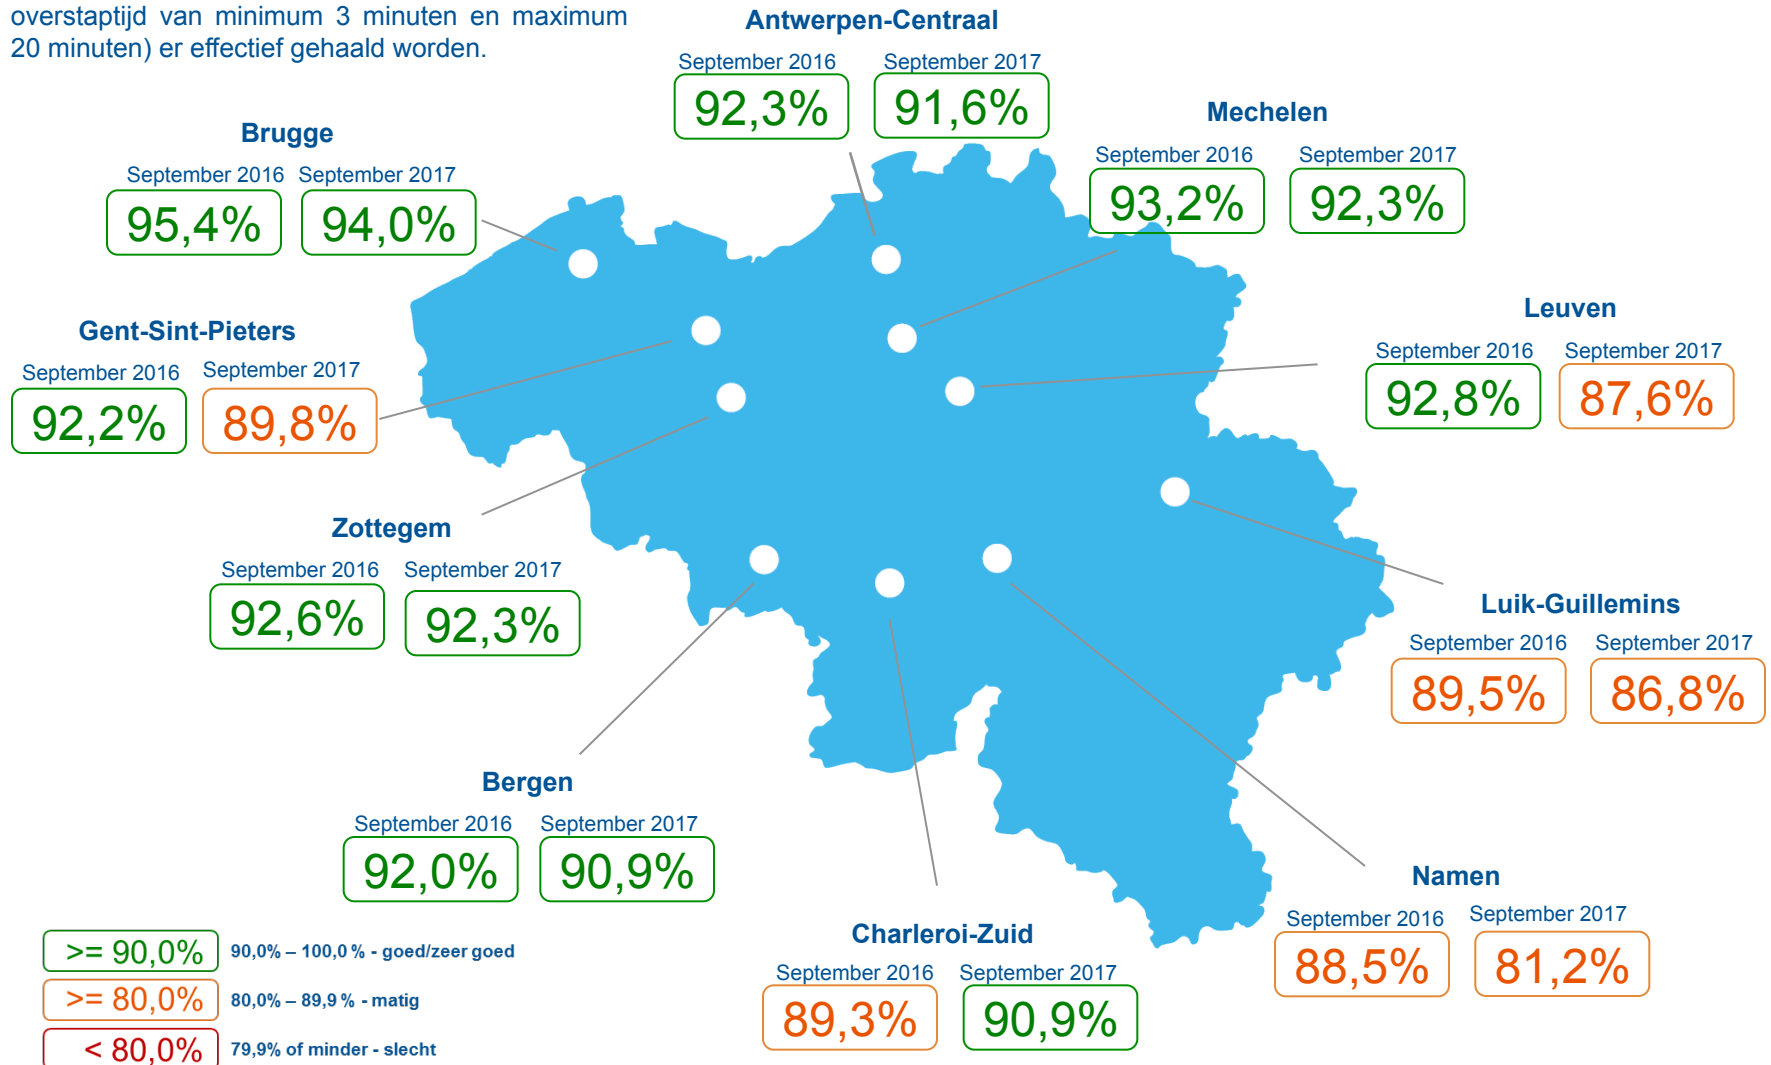 overstaptijd van minimum 3 minuten en maximum
20 minuten) er effectief gehaald worden.
Antwerpen-Centraal
September 2016 September 2017
92,3% 91,6%
Brugge
September 2016 September 2017
95,4% 94,0%
Mechelen
September 2016 September 2017
93,2% 92,3%
Gent-Sint-Pieters
September 2016 September 2017
92,2% 89,8%
Leuven
September 2016 September 2017
92,8% 87,6%
Zottegem
September 2016 September 2017
92,6% 92,3%
Luik-Guillemins
September 2016 September 2017
89,5% 86,8%
Bergen
September 2016 September 2017
92,0% 90,9%
Namen
September 2016 September 2017
88,5% 81,2%
Charleroi-Zuid
September 2016 September 2017
89,3% 90,9%
>= 90,0% 90,0% – 100,0 % - goed/zeer goed
>= 80,0% 80,0% – 89,9 % - matig
< 80,0% 79,9% of minder - slecht